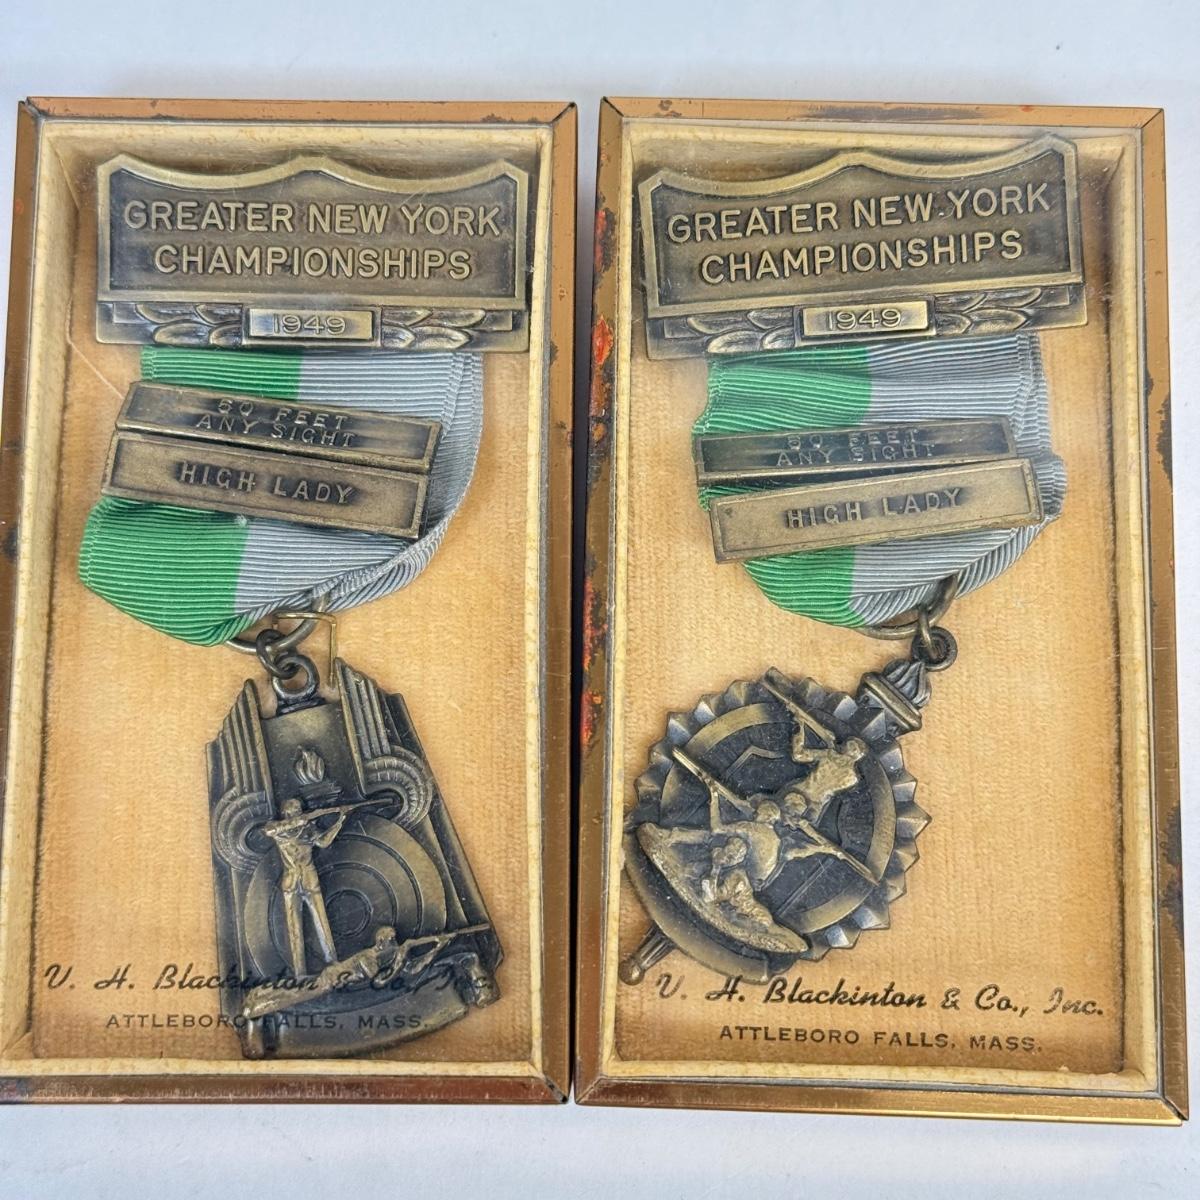 GREATER NEW YORK
CHAMPIONSHIPS
1949
50 FEET
ANY SIGHT
HIGH LADY
V. H. Blackinton & Co., Inc.
ATTLEBORO FALLS, MASS.
GREATER NEW YORK
CHAMPIONSHIPS
1949
50 FEET
ANY SIGHT
HIGH LADY
V. H. Blackinton & Co., Inc.
ATTLEBORO FALLS, MASS.